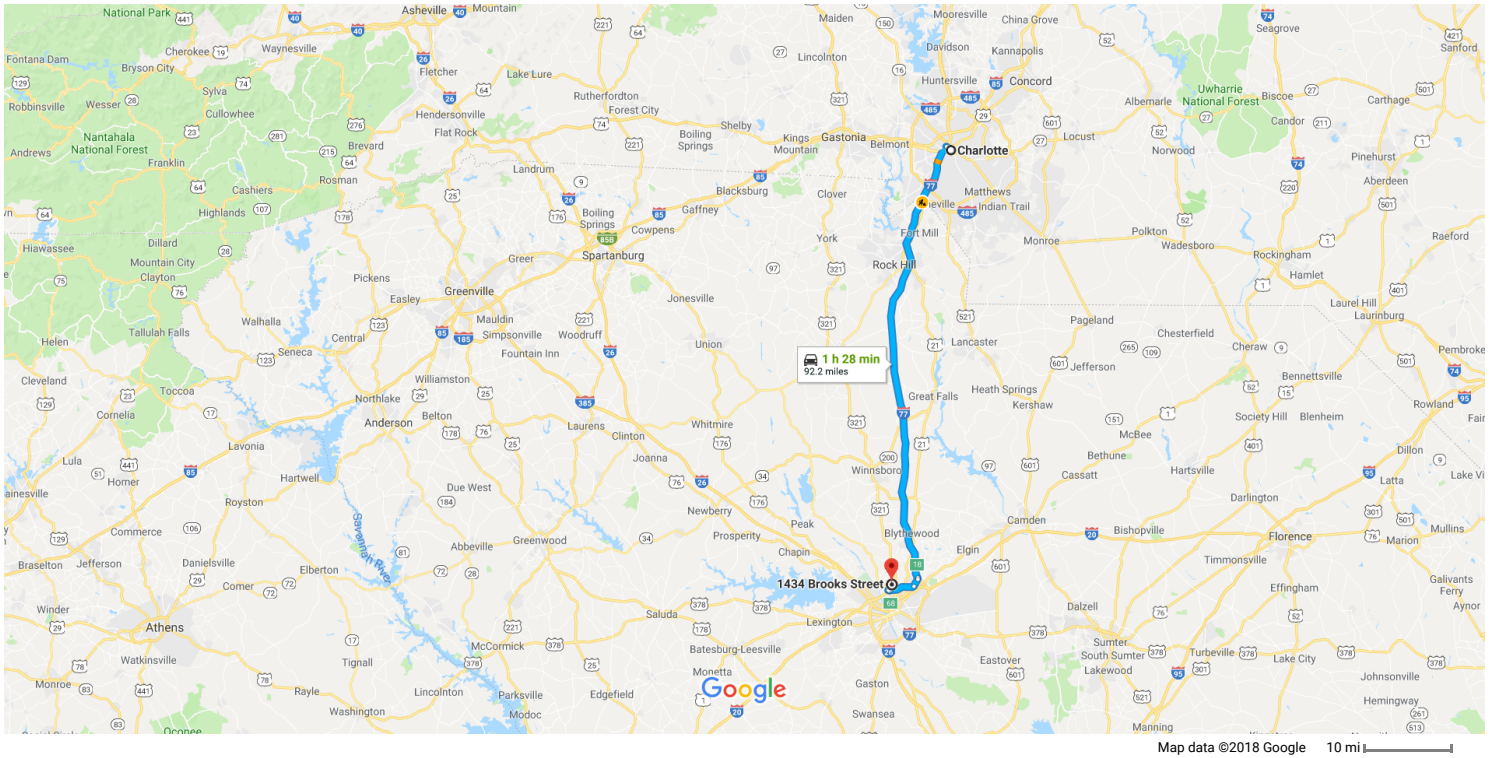 National Park
Asheville
Mountain
Maiden
Mooresville
China Grove
Seagrove
Fontana Dam
Cherokee
Waynesville
Bryson City
Fletcher
Lake Lure
Lincolnton
Davidson
Kannapolis
Sanford
Robbinsville
Wesser
Sylva
Cullowhee
Hendersonville
Rutherfordton
Forest City
Huntersville
Concord
Albemarle
Uwharrie
National Forest
Biscoe
Carthage
Nantahala
National Forest
Flat Rock
Shelby
Boiling
Springs
Kings
Mountain
Gastonia
Belmont
Charlotte
Locust
Norwood
Candor
Pinehurst
Andrews
Franklin
Brevard
Rosman
Landrum
Blacksburg
Clover
Matthews
Indian Trail
Aberdeen
Cashiers
Highlands
Boiling
Springs
Gaffney
Cowpens
York
Fort Mill
Monroe
Polkton
Wadesboro
Raeford
Hiawassee
Dillard
Mountain City
Clayton
Pickens
Greer
Spartanburg
Rock Hill
Rockingham
Hamlet
Easley
Greenville
Jonesville
Laurel Hill
Laurinburg
Tallulah Falls
Walhalla
Central
Mauldin
Simpsonville
Woodruff
Union
Lancaster
Pageland
Chesterfield
Cheraw
Pembroke
Helen
Seneca
Fountain Inn
1 h 28 min
92.2 miles
Jefferson
Bennettsville
Cleveland
Toccoa
Williamston
Northlake
Belton
Heath Springs
Great Falls
Kershaw
Rowland
Cornelia
Anderson
Laurens
Clinton
Whitmire
Society Hill
Blenheim
McBee
Lavonia
Joanna
Bethune
Dillon
Lula
Homer
Hartwell
Winnsboro
Cassatt
Hartsville
Latta
Royston
Due West
Newberry
Darlington
Commerce
Savannah River
Peak
Camden
Bishopville
Florence
Mullins
Marion
Abbeville
Greenwood
Prosperity
Chapin
Blythewood
Elgin
Timmonsville
Braselton
Jefferson
Danielsville
Elberton
Comer
1434 Brooks Street
Effingham
Galivants
Ferry
Aynor
Winder
Athens
Saluda
Lexington
Dalzell
Watkinsville
McCormick
Batesburg-Leesville
Sumter
South Sumter
Lakewood
Turbeville
Lake City
Monroe
Tignall
Monetta
Eastover
Johnsonville
Rayle
Lincolnton
Parksville
Modoc
Edgefield
Google
Gaston
Hemingway
Washington
Swansea
Manning
Oconee
Map data ©2018 Google 10 mi